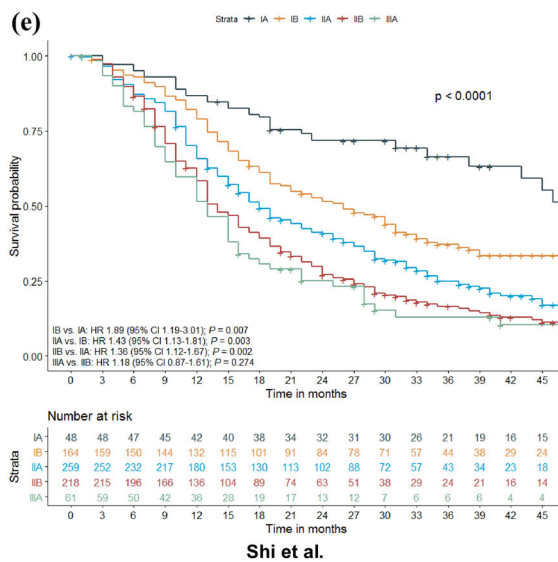 (e)
Strata IA IB IIA IIB IIIA
1.00
0.75
0.50
0.25
0.00
Survival probability
p < 0.0001
IB vs. IA: HR 1.89 (95% CI 1.19-3.01); P = 0.007
IIA vs. IB: HR 1.43 (95% CI 1.13-1.81); P = 0.003
IIB vs. IIA: HR 1.36 (95% CI 1.12-1.67); P = 0.002
IIIA vs. IIB: HR 1.18 (95% CI 0.87-1.61); P = 0.274
0 3 6 9 12 15 18 21 24 27 30 33 36 39 42 45
Time in months
Number at risk
Strata
IA 48 48 47 45 42 40 38 34 32 31 30 26 21 19 16 15
IB 164 159 150 144 132 115 101 91 84 78 71 57 44 38 29 24
IIA 259 252 232 217 180 153 130 113 102 88 72 57 43 34 23 18
IIB 218 215 196 166 136 104 89 74 63 51 38 29 24 21 16 14
IIIA 61 59 50 42 36 28 19 17 13 12 7 6 6 6 4 4
0 3 6 9 12 15 18 21 24 27 30 33 36 39 42 45
Time in months
Shi et al.